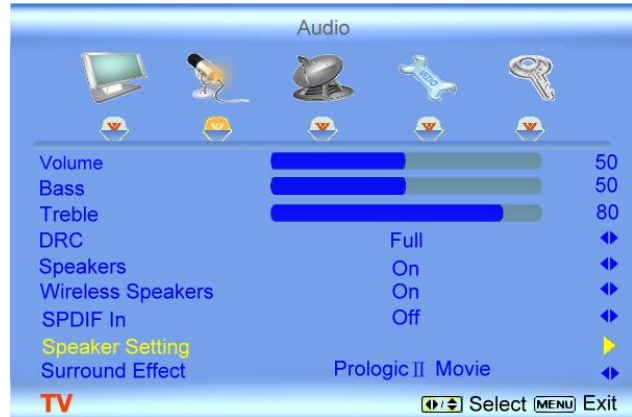 Audio
VIZIO
Volume 50
Bass 50
Treble 80
DRC Full
Speakers On
Wireless Speakers On
SPDIF In Off
Speaker Setting
Surround Effect Prologic Ⅱ Movie
TV Select MENU Exit